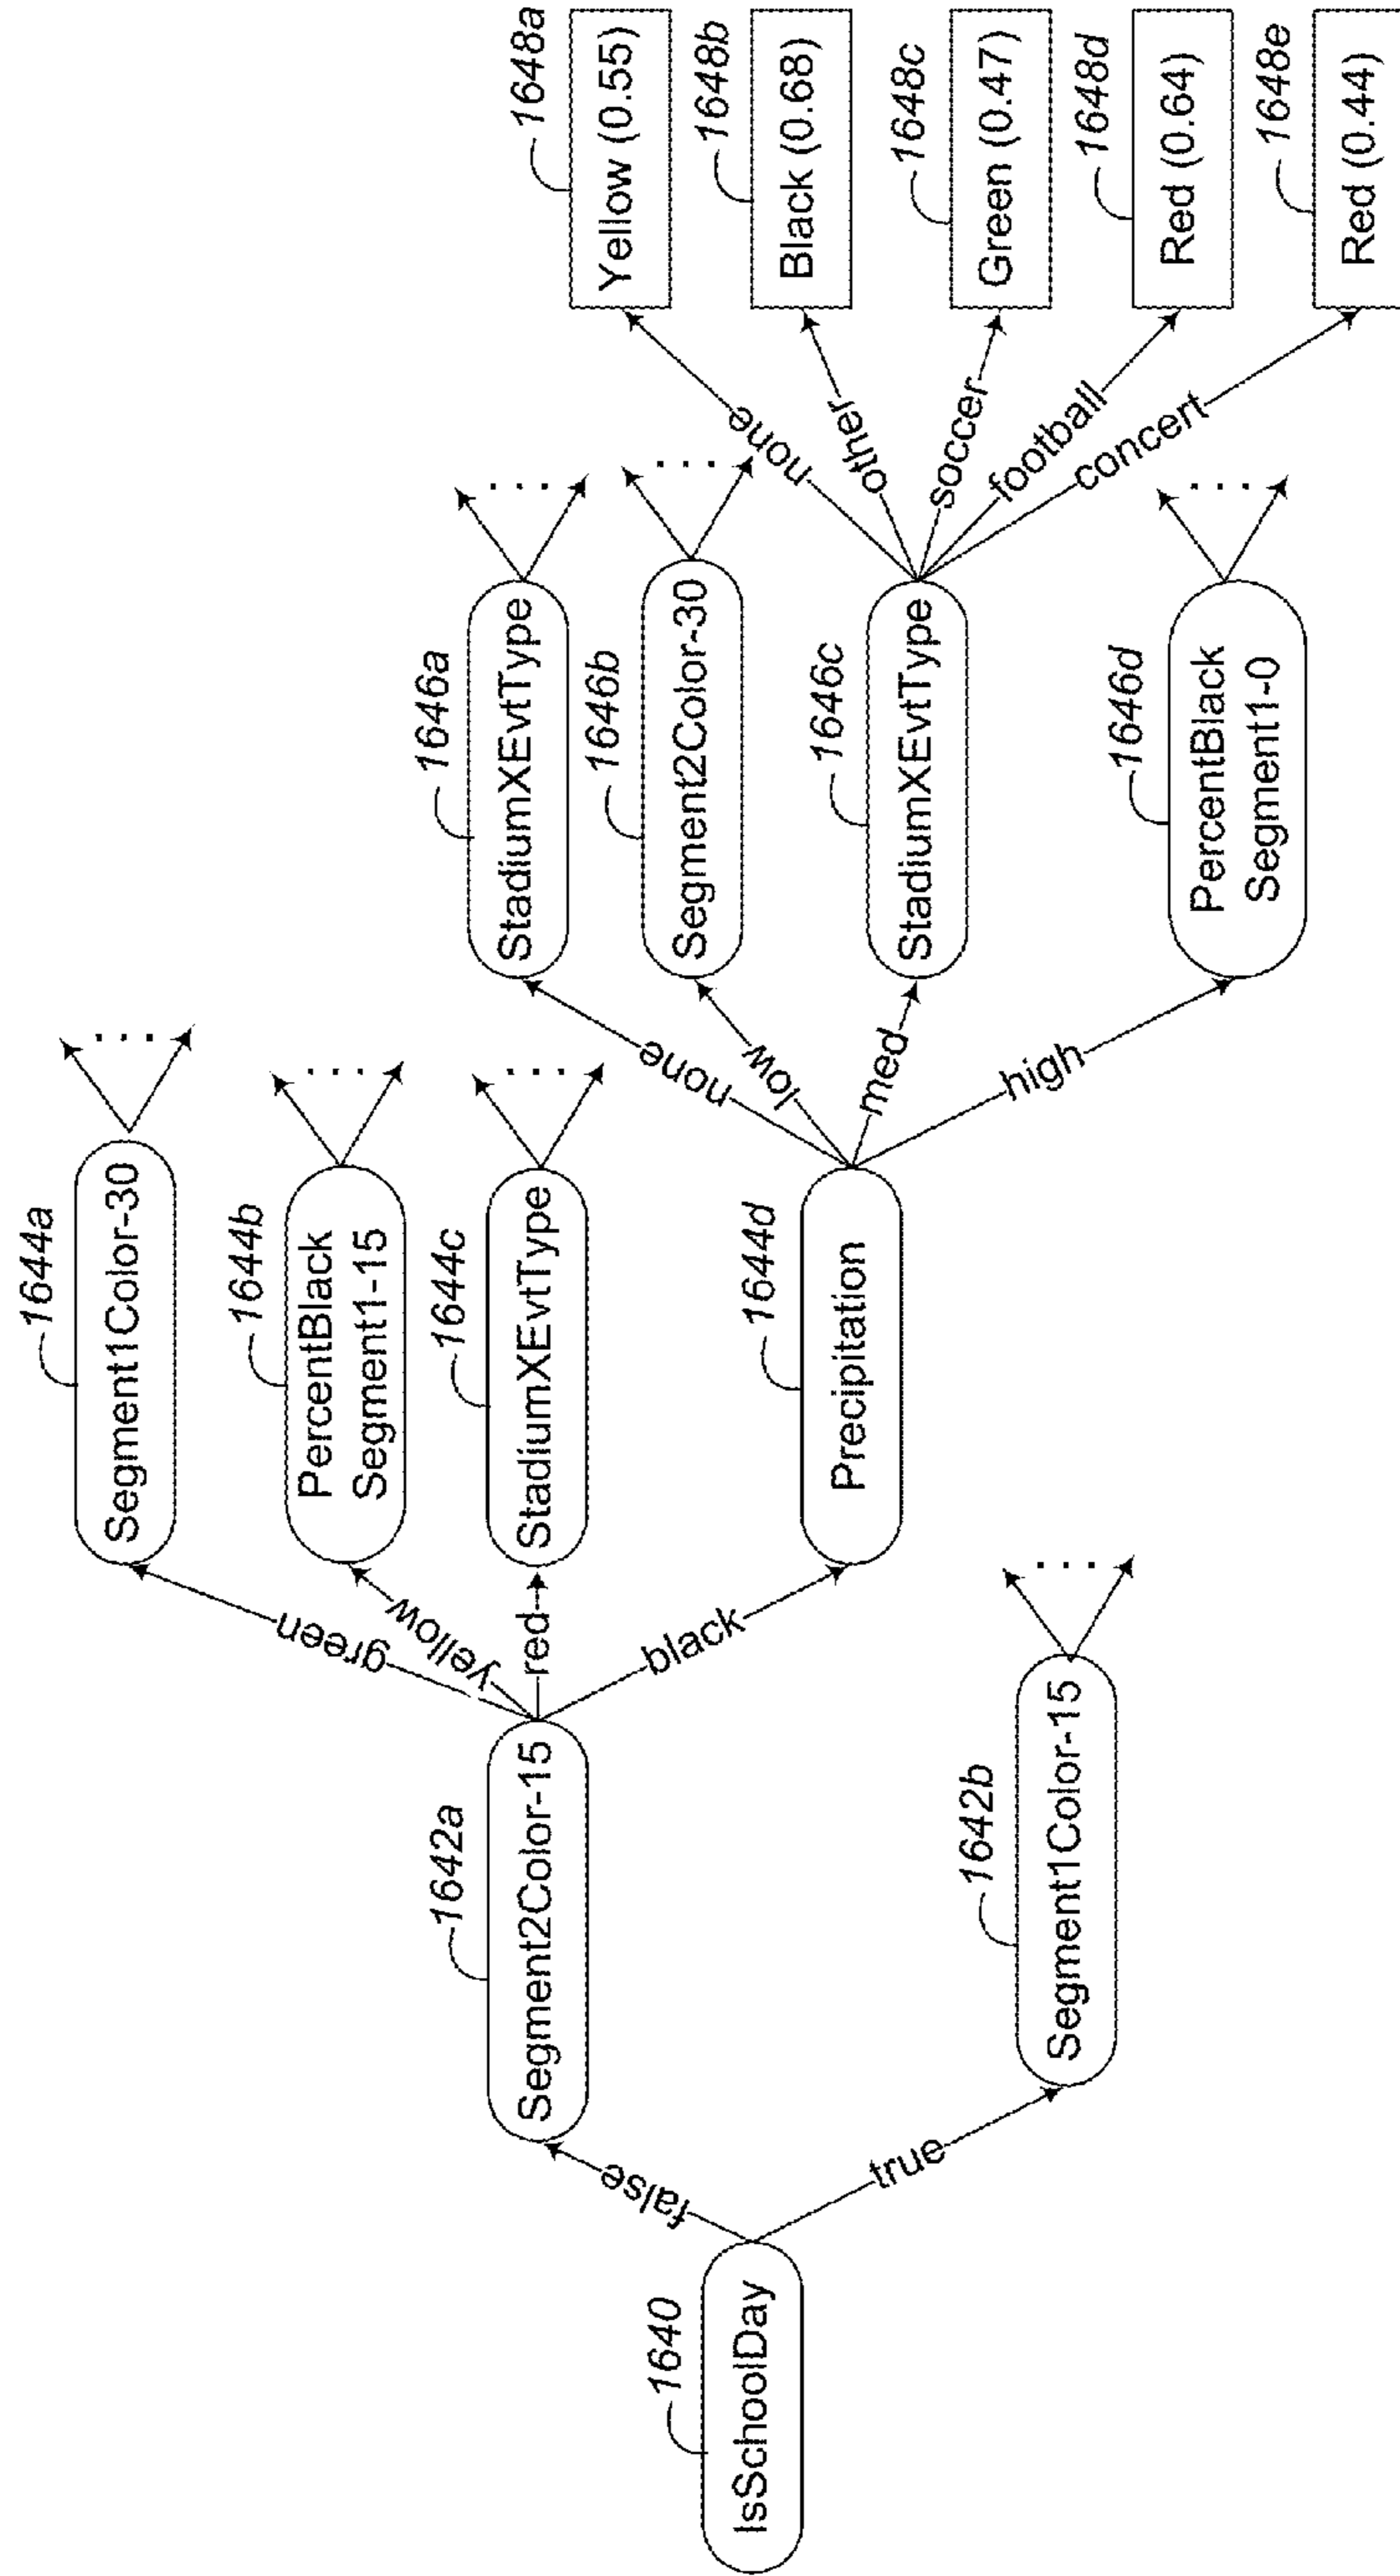 1640
IsSchoolDay
false
true
1642a
Segment2Color-15
1642b
Segment1Color-15
green
yellow
red
black
1644a
Segment1Color-30
1644b
PercentBlack
Segment1-15
1644c
StadiumXEvtType
1644d
Precipitation
none
low
med
high
1646a
StadiumXEvtType
1646b
Segment2Color-30
1646c
StadiumXEvtType
1646d
PercentBlack
Segment1-0
none
other
soccer
football
concert
1648a
Yellow (0.55)
1648b
Black (0.68)
1648c
Green (0.47)
1648d
Red (0.64)
1648e
Red (0.44)